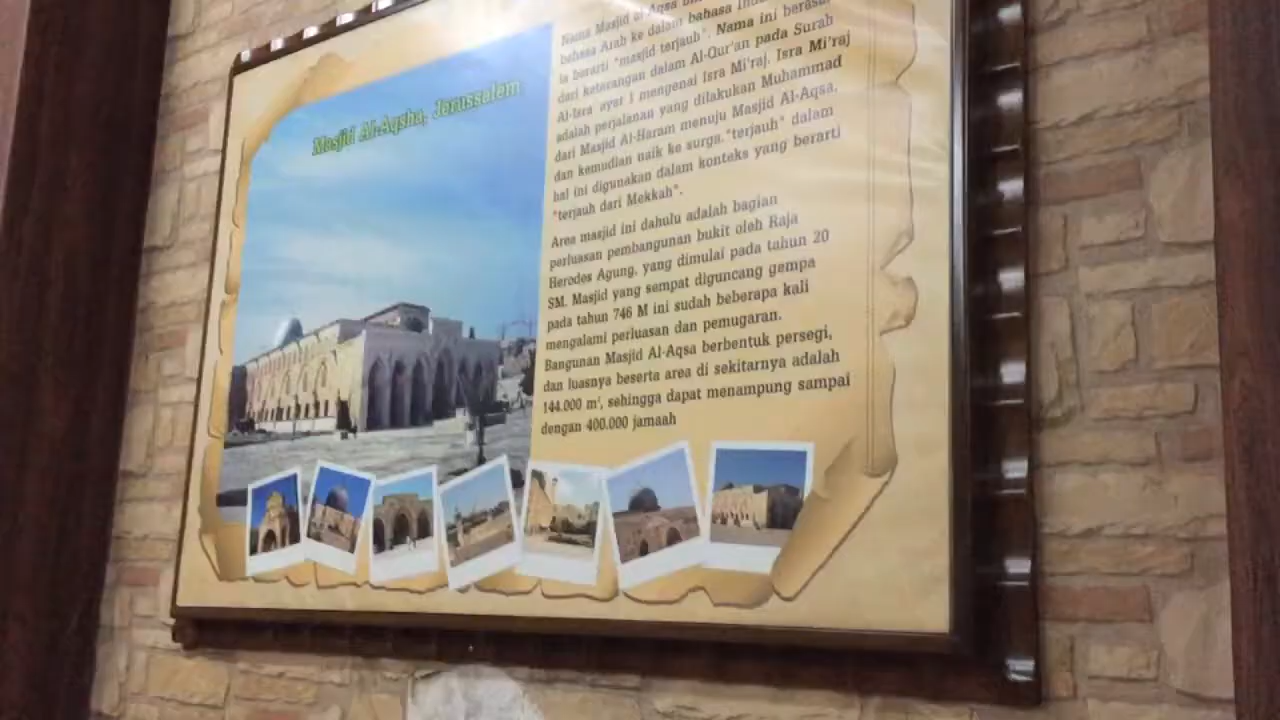 Masjid Al-Aqsha, Jerussalem
Nama Masjid al-Aqsa
bahasa Arab ke dalam bahasa
ia berarti "masjid terjauh". Nama ini berasal
dari keterangan dalam Al-Qur'an pada Surah
Al-Isra' ayat 1 mengenai Isra Mi'raj. Isra Mi'raj
adalah perjalanan yang dilakukan Muhammad
dari Masjid Al-Haram menuju Masjid Al-Aqsa,
dan kemudian naik ke surga."terjauh" dalam
hal ini digunakan dalam konteks yang berarti
"terjauh dari Mekkah".
Area masjid ini dahulu adalah bagian
perluasan pembangunan bukit oleh Raja
Herodes Agung, yang dimulai pada tahun 20
SM. Masjid yang sempat diguncang gempa
pada tahun 746 M ini sudah beberapa kali
mengalami perluasan dan pemugaran.
Bangunan Masjid Al-Aqsa berbentuk persegi,
dan luasnya beserta area di sekitarnya adalah
144.000 m², sehingga dapat menampung sampai
dengan 400.000 jamaah